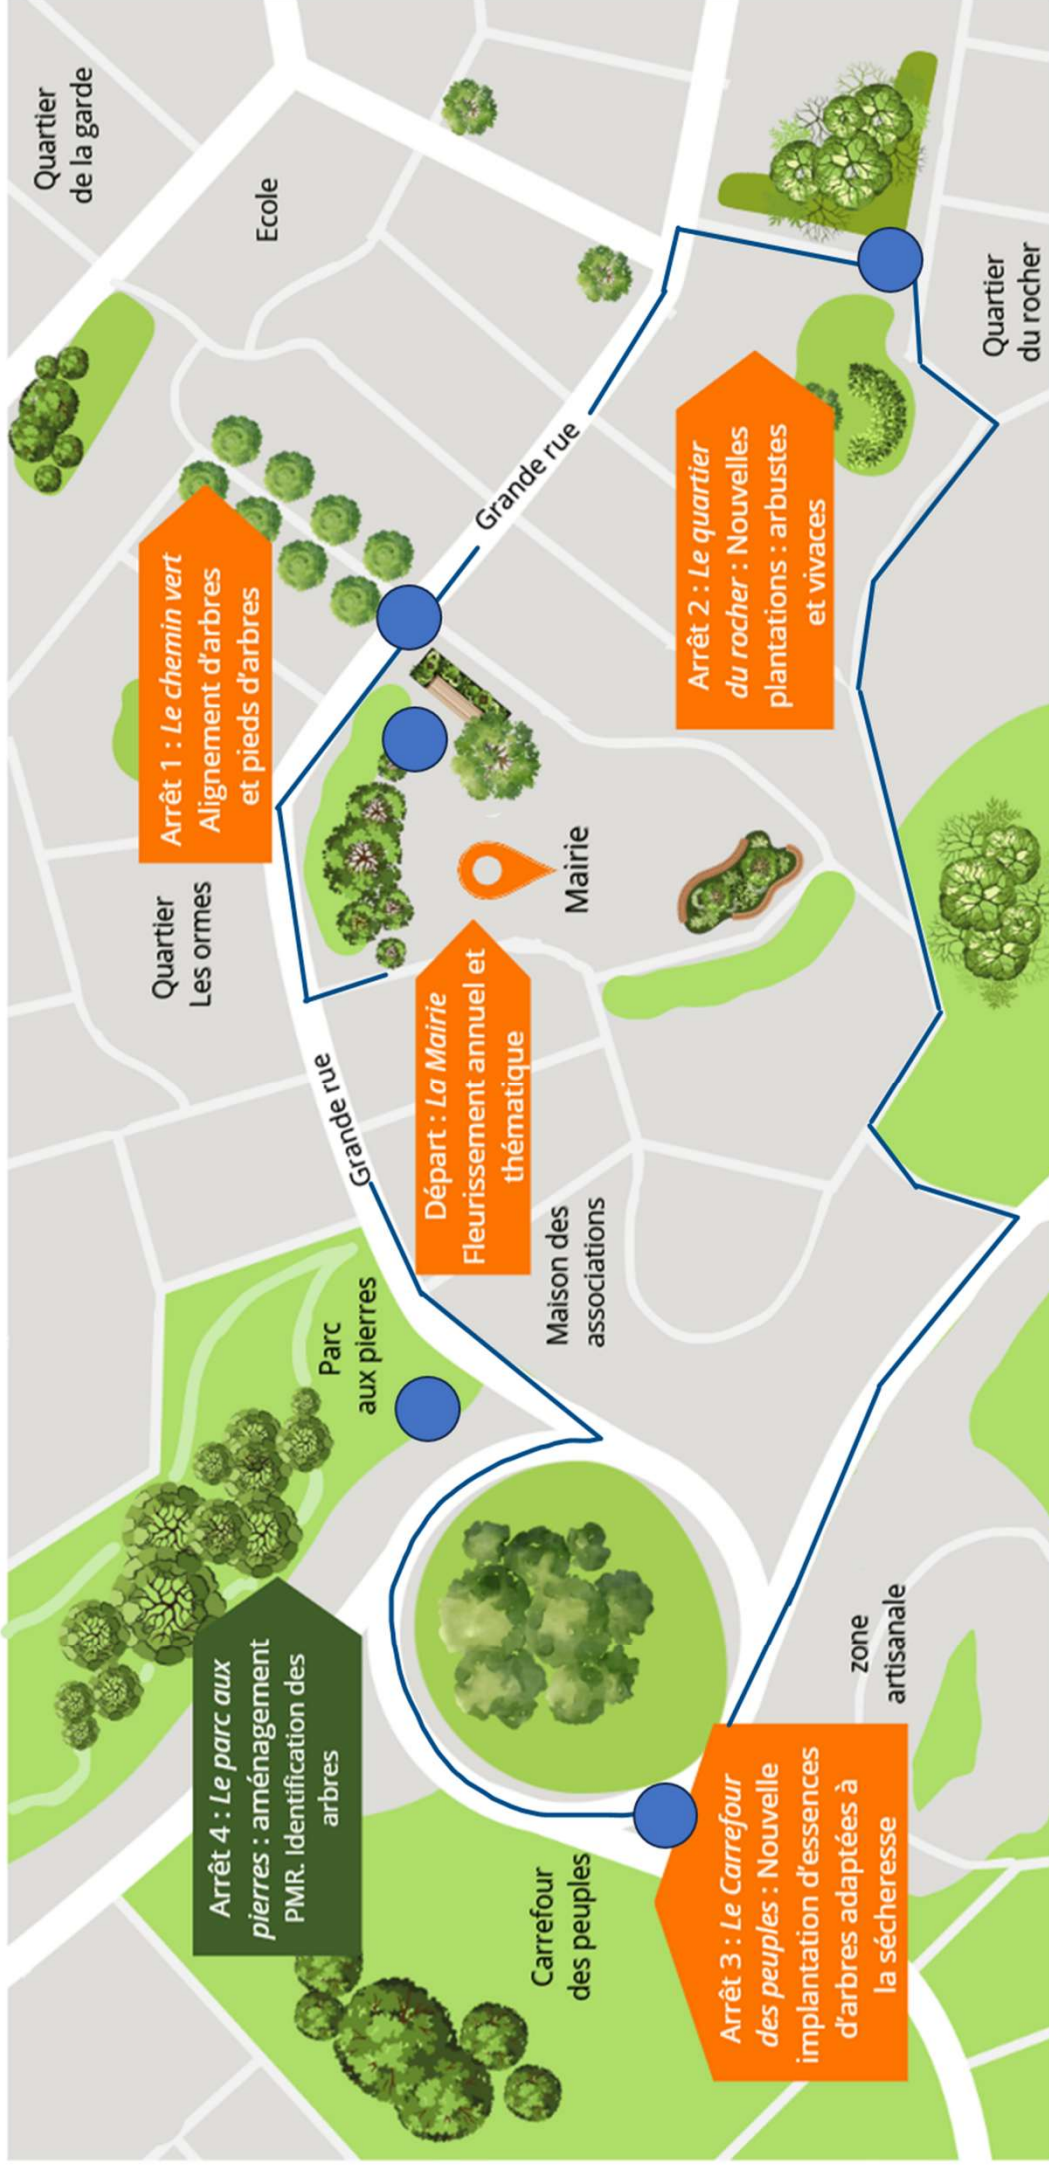 Arrêt 4 : Le parc aux
pierres : aménagement
PMR. Identification des
arbres
Parc
aux pierres
Grande rue
Quartier
Les ormes
Arrêt 1 : Le chemin vert
Alignement d'arbres
et pieds d'arbres
Ecole
Quartier
de la garde
Carrefour
des peuples
Départ : La Mairie
Fleurissement annuel et
thématique
Mairie
Grande rue
Maison des
associations
Arrêt 3 : Le Carrefour
des peuples : Nouvelle
implantation d'essences
d'arbres adaptées à
la sécheresse
zone
artisanale
Arrêt 2 : Le quartier
du rocher : Nouvelles
plantations : arbustes
et vivaces
Quartier
du rocher